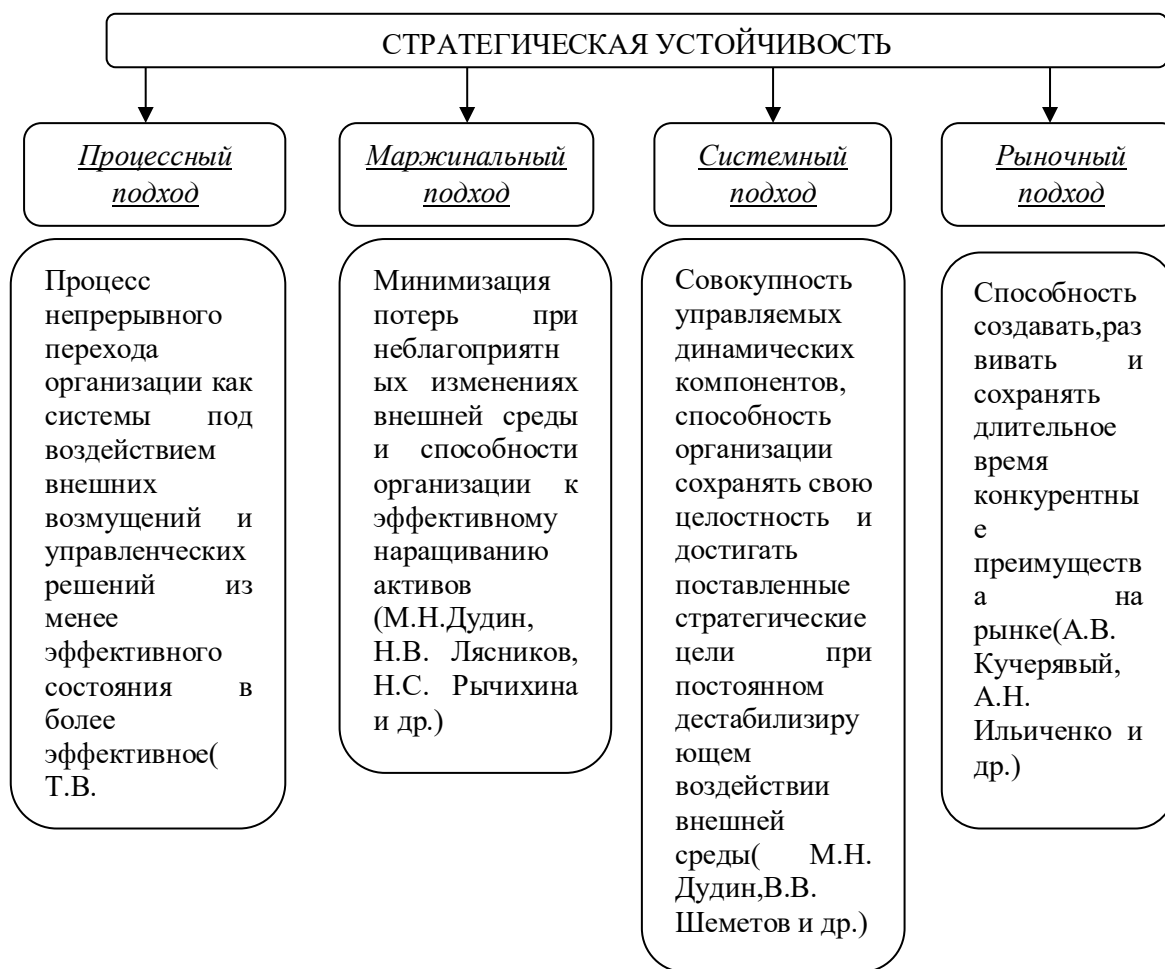 СТРАТЕГИЧЕСКАЯ УСТОЙЧИВОСТЬ
Процессный
подход
Маржинальный
подход
Системный
подход
Рыночный
подход
Процесс
непрерывного
перехода
организации как
системы под
воздействием
внешних
возмущений и
управленческих
решений из
менее
эффективного
состояния в
более
эффективное(
Т.В.
Минимизация
потерь при
неблагоприятн
ых изменениях
внешней среды
и способности
организации к
эффективному
наращиванию
активов
(М.Н.Дудин,
Н.В. Лясников,
Н.С. Рычихина
и др.)
Совокупность
управляемых
динамических
компонентов,
способность
организации
сохранять свою
целостность и
достигать
поставленные
стратегические
цели при
постоянном
дестабилизиру
ющем
воздействии
внешней
среды( М.Н.
Дудин,В.В.
Шеметов и др.)
Способность
создавать,раз
вивать и
сохранять
длительное
время
конкурентны
е
преимуществ
а на
рынке(А.В.
Кучерявый,
А.Н.
Ильиченко и
др.)